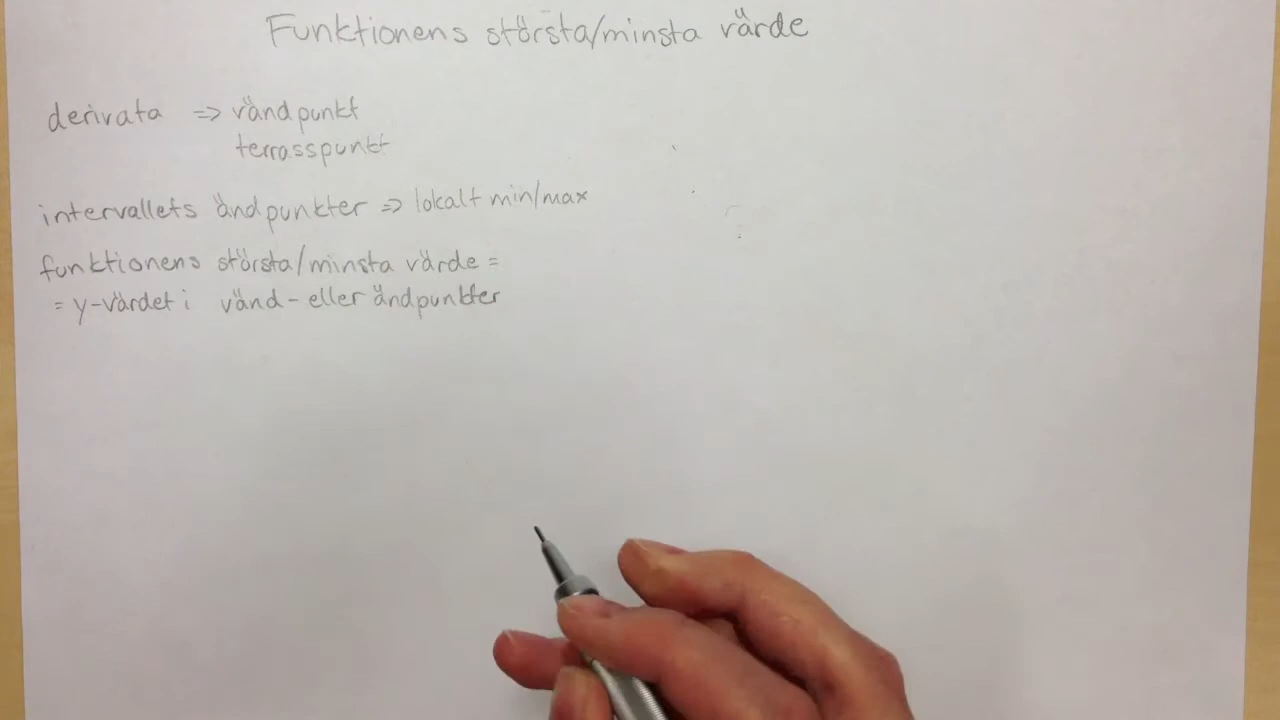 Funktionens största/minsta värde
derivata => vändpunkt
terrasspunkt
intervallets ändpunkter => lokalt min/max
funktionens största/minsta värde =
= y-värdet i vänd- eller ändpunkter